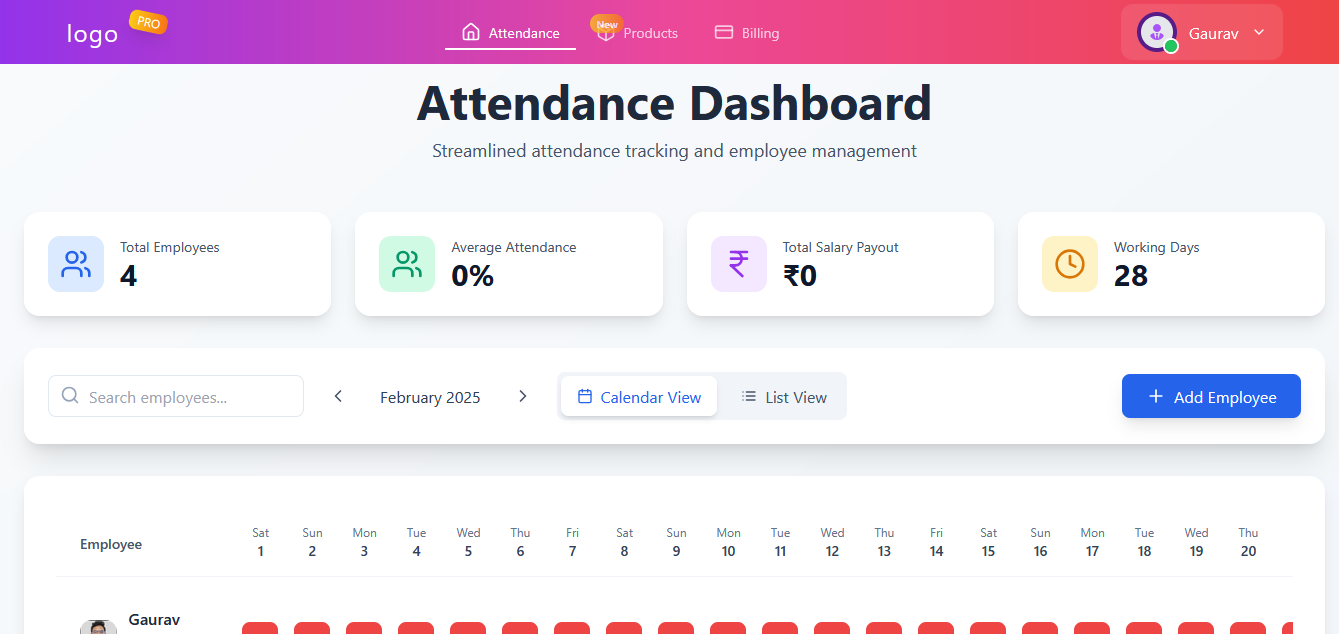 logo PRO
Attendance New Products Billing
Gaurav
Attendance Dashboard
Streamlined attendance tracking and employee management
Total Employees
4
Average Attendance
0%
Total Salary Payout
₹0
Working Days
28
Search employees... February 2025 Calendar View List View + Add Employee
Sat Sun Mon Tue Wed Thu Fri Sat Sun Mon Tue Wed Thu Fri Sat Sun Mon Tue Wed Thu
Employee 1 2 3 4 5 6 7 8 9 10 11 12 13 14 15 16 17 18 19 20
Gaurav